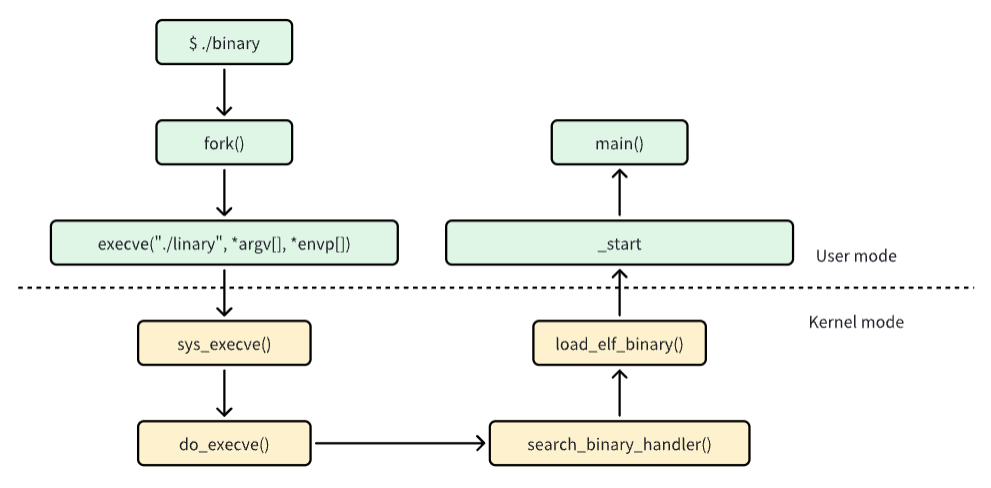 $ ./binary
fork()
execve("./linary", *argv[], *envp[])
sys_execve()
do_execve()
search_binary_handler()
load_elf_binary()
_start
main()
User mode
Kernel mode